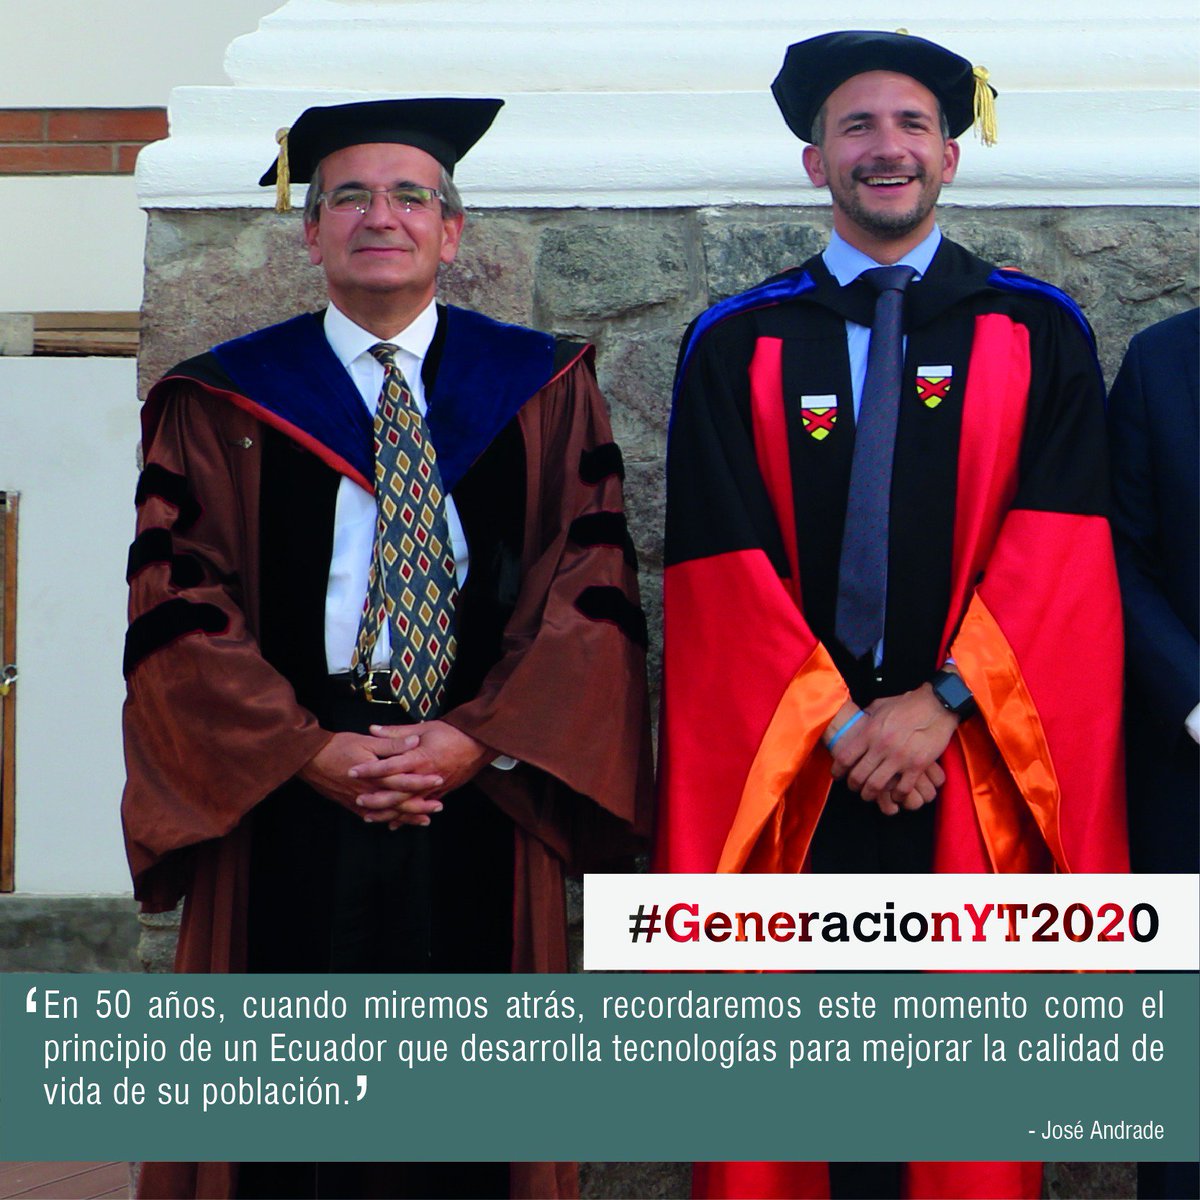 #GeneracionYT2020
‘En 50 años, cuando miremos atrás, recordaremos este momento como el
principio de un Ecuador que desarrolla tecnologías para mejorar la calidad de
vida de su población.’
- José Andrade